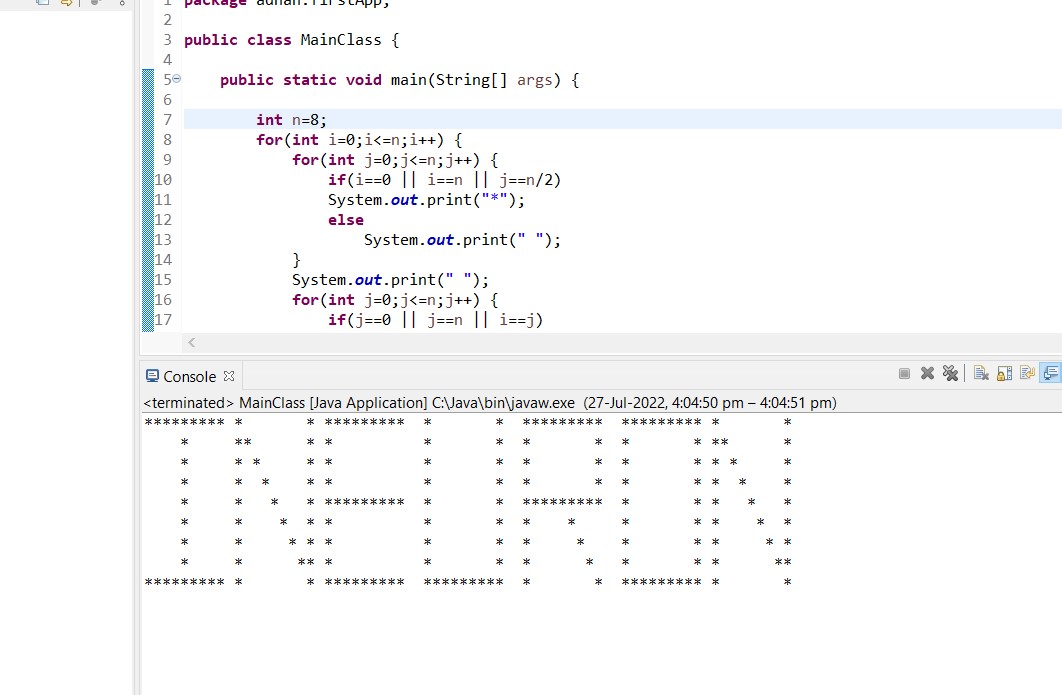 1 package adnan.firstApp;
2
3 public class MainClass {
4
5 public static void main(String[] args) {
6
7 int n=8;
8 for(int i=0;i<=n;i++) {
9 for(int j=0;j<=n;j++) {
10 if(i==0 || i==n || j==n/2)
11 System.out.print("*");
12 else
13 System.out.print(" ");
14 }
15 System.out.print(" ");
16 for(int j=0;j<=n;j++) {
17 if(j==0 || j==n || i==j)
Console
<terminated> MainClass [Java Application] C:\Java\bin\javaw.exe (27-Jul-2022, 4:04:50 pm – 4:04:51 pm)
********* *       * *********  *       *  *********  ********* *       *
    *     **      * *          *       *  *       *  *       * **      *
    *     * *     * *          *       *  *       *  *       * * *     *
    *     *  *    * *          *       *  *       *  *       * *  *    *
    *     *   *   * *********  *       *  *********  *       * *   *   *
    *     *    *  * *          *       *  *    *     *       * *    *  *
    *     *     * * *          *       *  *     *    *       * *     * *
    *     *      ** *          *       *  *      *   *       * *      **
********* *       * *********  *********  *       *  ********* *       *